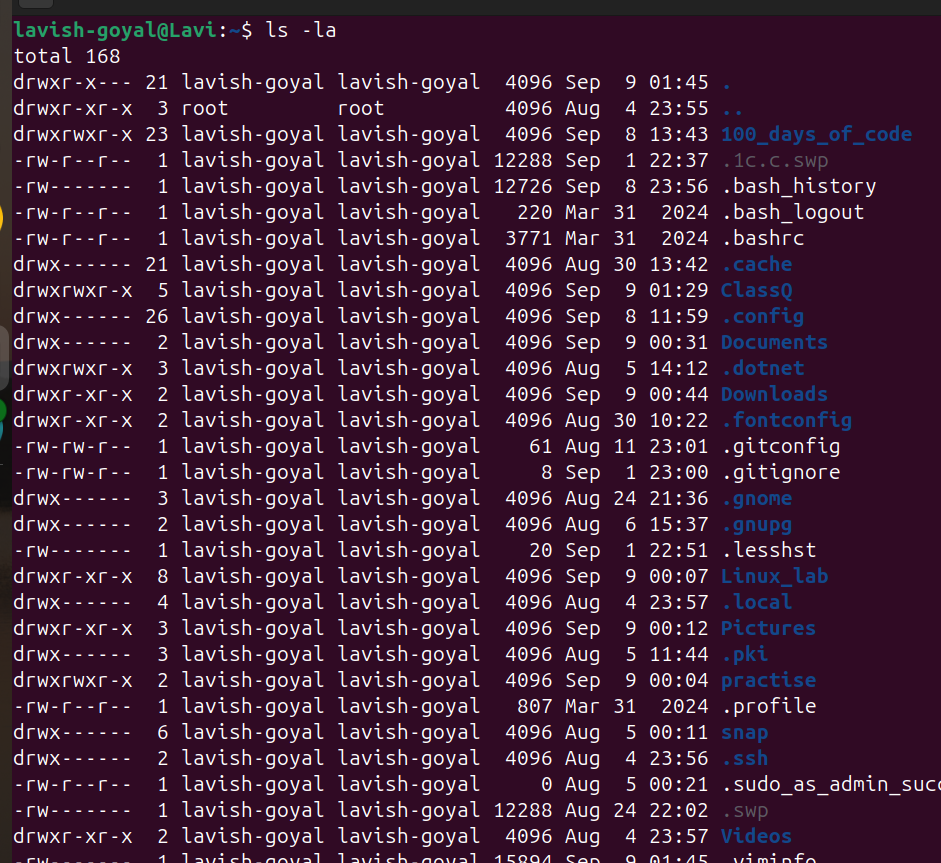 lavish-goyal@Lavi:~$ ls -la
total 168
drwxr-x--- 21 lavish-goyal lavish-goyal  4096 Sep  9 01:45 .
drwxr-xr-x  3 root         root          4096 Aug  4 23:55 ..
drwxrwxr-x 23 lavish-goyal lavish-goyal  4096 Sep  8 13:43 100_days_of_code
-rw-r--r--  1 lavish-goyal lavish-goyal 12288 Sep  1 22:37 .1c.c.swp
-rw-------  1 lavish-goyal lavish-goyal 12726 Sep  8 23:56 .bash_history
-rw-r--r--  1 lavish-goyal lavish-goyal   220 Mar 31  2024 .bash_logout
-rw-r--r--  1 lavish-goyal lavish-goyal  3771 Mar 31  2024 .bashrc
drwx------ 21 lavish-goyal lavish-goyal  4096 Aug 30 13:42 .cache
drwxrwxr-x  5 lavish-goyal lavish-goyal  4096 Sep  9 01:29 ClassQ
drwx------ 26 lavish-goyal lavish-goyal  4096 Sep  8 11:59 .config
drwx------  2 lavish-goyal lavish-goyal  4096 Sep  9 00:31 Documents
drwxrwxr-x  3 lavish-goyal lavish-goyal  4096 Aug  5 14:12 .dotnet
drwxr-xr-x  2 lavish-goyal lavish-goyal  4096 Sep  9 00:44 Downloads
drwxr-xr-x  2 lavish-goyal lavish-goyal  4096 Aug 30 10:22 .fontconfig
-rw-rw-r--  1 lavish-goyal lavish-goyal    61 Aug 11 23:01 .gitconfig
-rw-rw-r--  1 lavish-goyal lavish-goyal     8 Sep  1 23:00 .gitignore
drwx------  3 lavish-goyal lavish-goyal  4096 Aug 24 21:36 .gnome
drwx------  2 lavish-goyal lavish-goyal  4096 Aug  6 15:37 .gnupg
-rw-------  1 lavish-goyal lavish-goyal    20 Sep  1 22:51 .lesshst
drwxr-xr-x  8 lavish-goyal lavish-goyal  4096 Sep  9 00:07 Linux_lab
drwx------  4 lavish-goyal lavish-goyal  4096 Aug  4 23:57 .local
drwxr-xr-x  3 lavish-goyal lavish-goyal  4096 Sep  9 00:12 Pictures
drwx------  3 lavish-goyal lavish-goyal  4096 Aug  5 11:44 .pki
drwxrwxr-x  2 lavish-goyal lavish-goyal  4096 Sep  9 00:04 practise
-rw-r--r--  1 lavish-goyal lavish-goyal   807 Mar 31  2024 .profile
drwx------  6 lavish-goyal lavish-goyal  4096 Aug  5 00:11 snap
drwx------  2 lavish-goyal lavish-goyal  4096 Aug  4 23:56 .ssh
-rw-r--r--  1 lavish-goyal lavish-goyal     0 Aug  5 00:21 .sudo_as_admin_succ
-rw-------  1 lavish-goyal lavish-goyal 12288 Aug 24 22:02 .swp
drwxr-xr-x  2 lavish-goyal lavish-goyal  4096 Aug  4 23:57 Videos
-rw-------  1 lavish-goyal lavish-goyal 15894 Sep  9 01:45 .viminfo